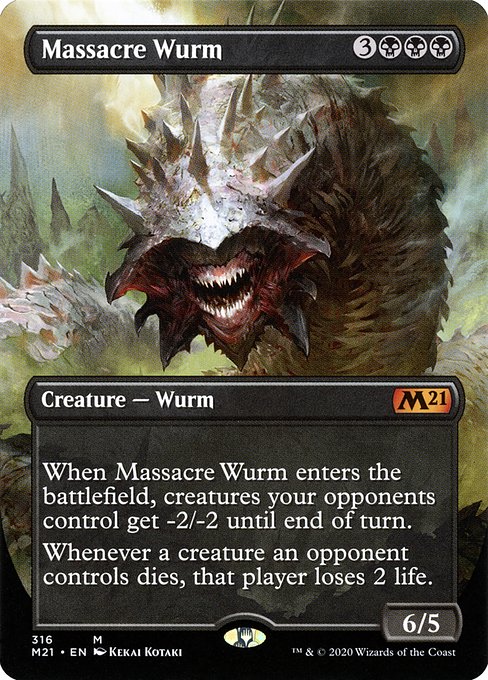 Massacre Wurm 3
Creature — Wurm M21
When Massacre Wurm enters the
battlefield, creatures your opponents
control get -2/-2 until end of turn.
Whenever a creature an opponent
controls dies, that player loses 2 life.
6/5
316 M
M21 • EN KEKAI KOTAKI ™ & © 2020 Wizards of the Coast